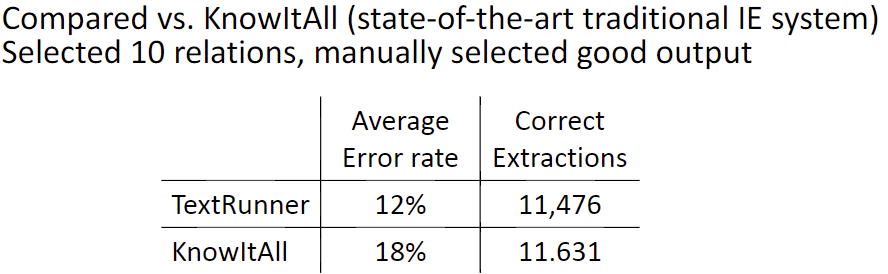 Compared vs. KnowItAll (state-of-the-art traditional IE system)
Selected 10 relations, manually selected good output
Average Correct
Error rate Extractions
TextRunner 12% 11,476
KnowItAll 18% 11.631